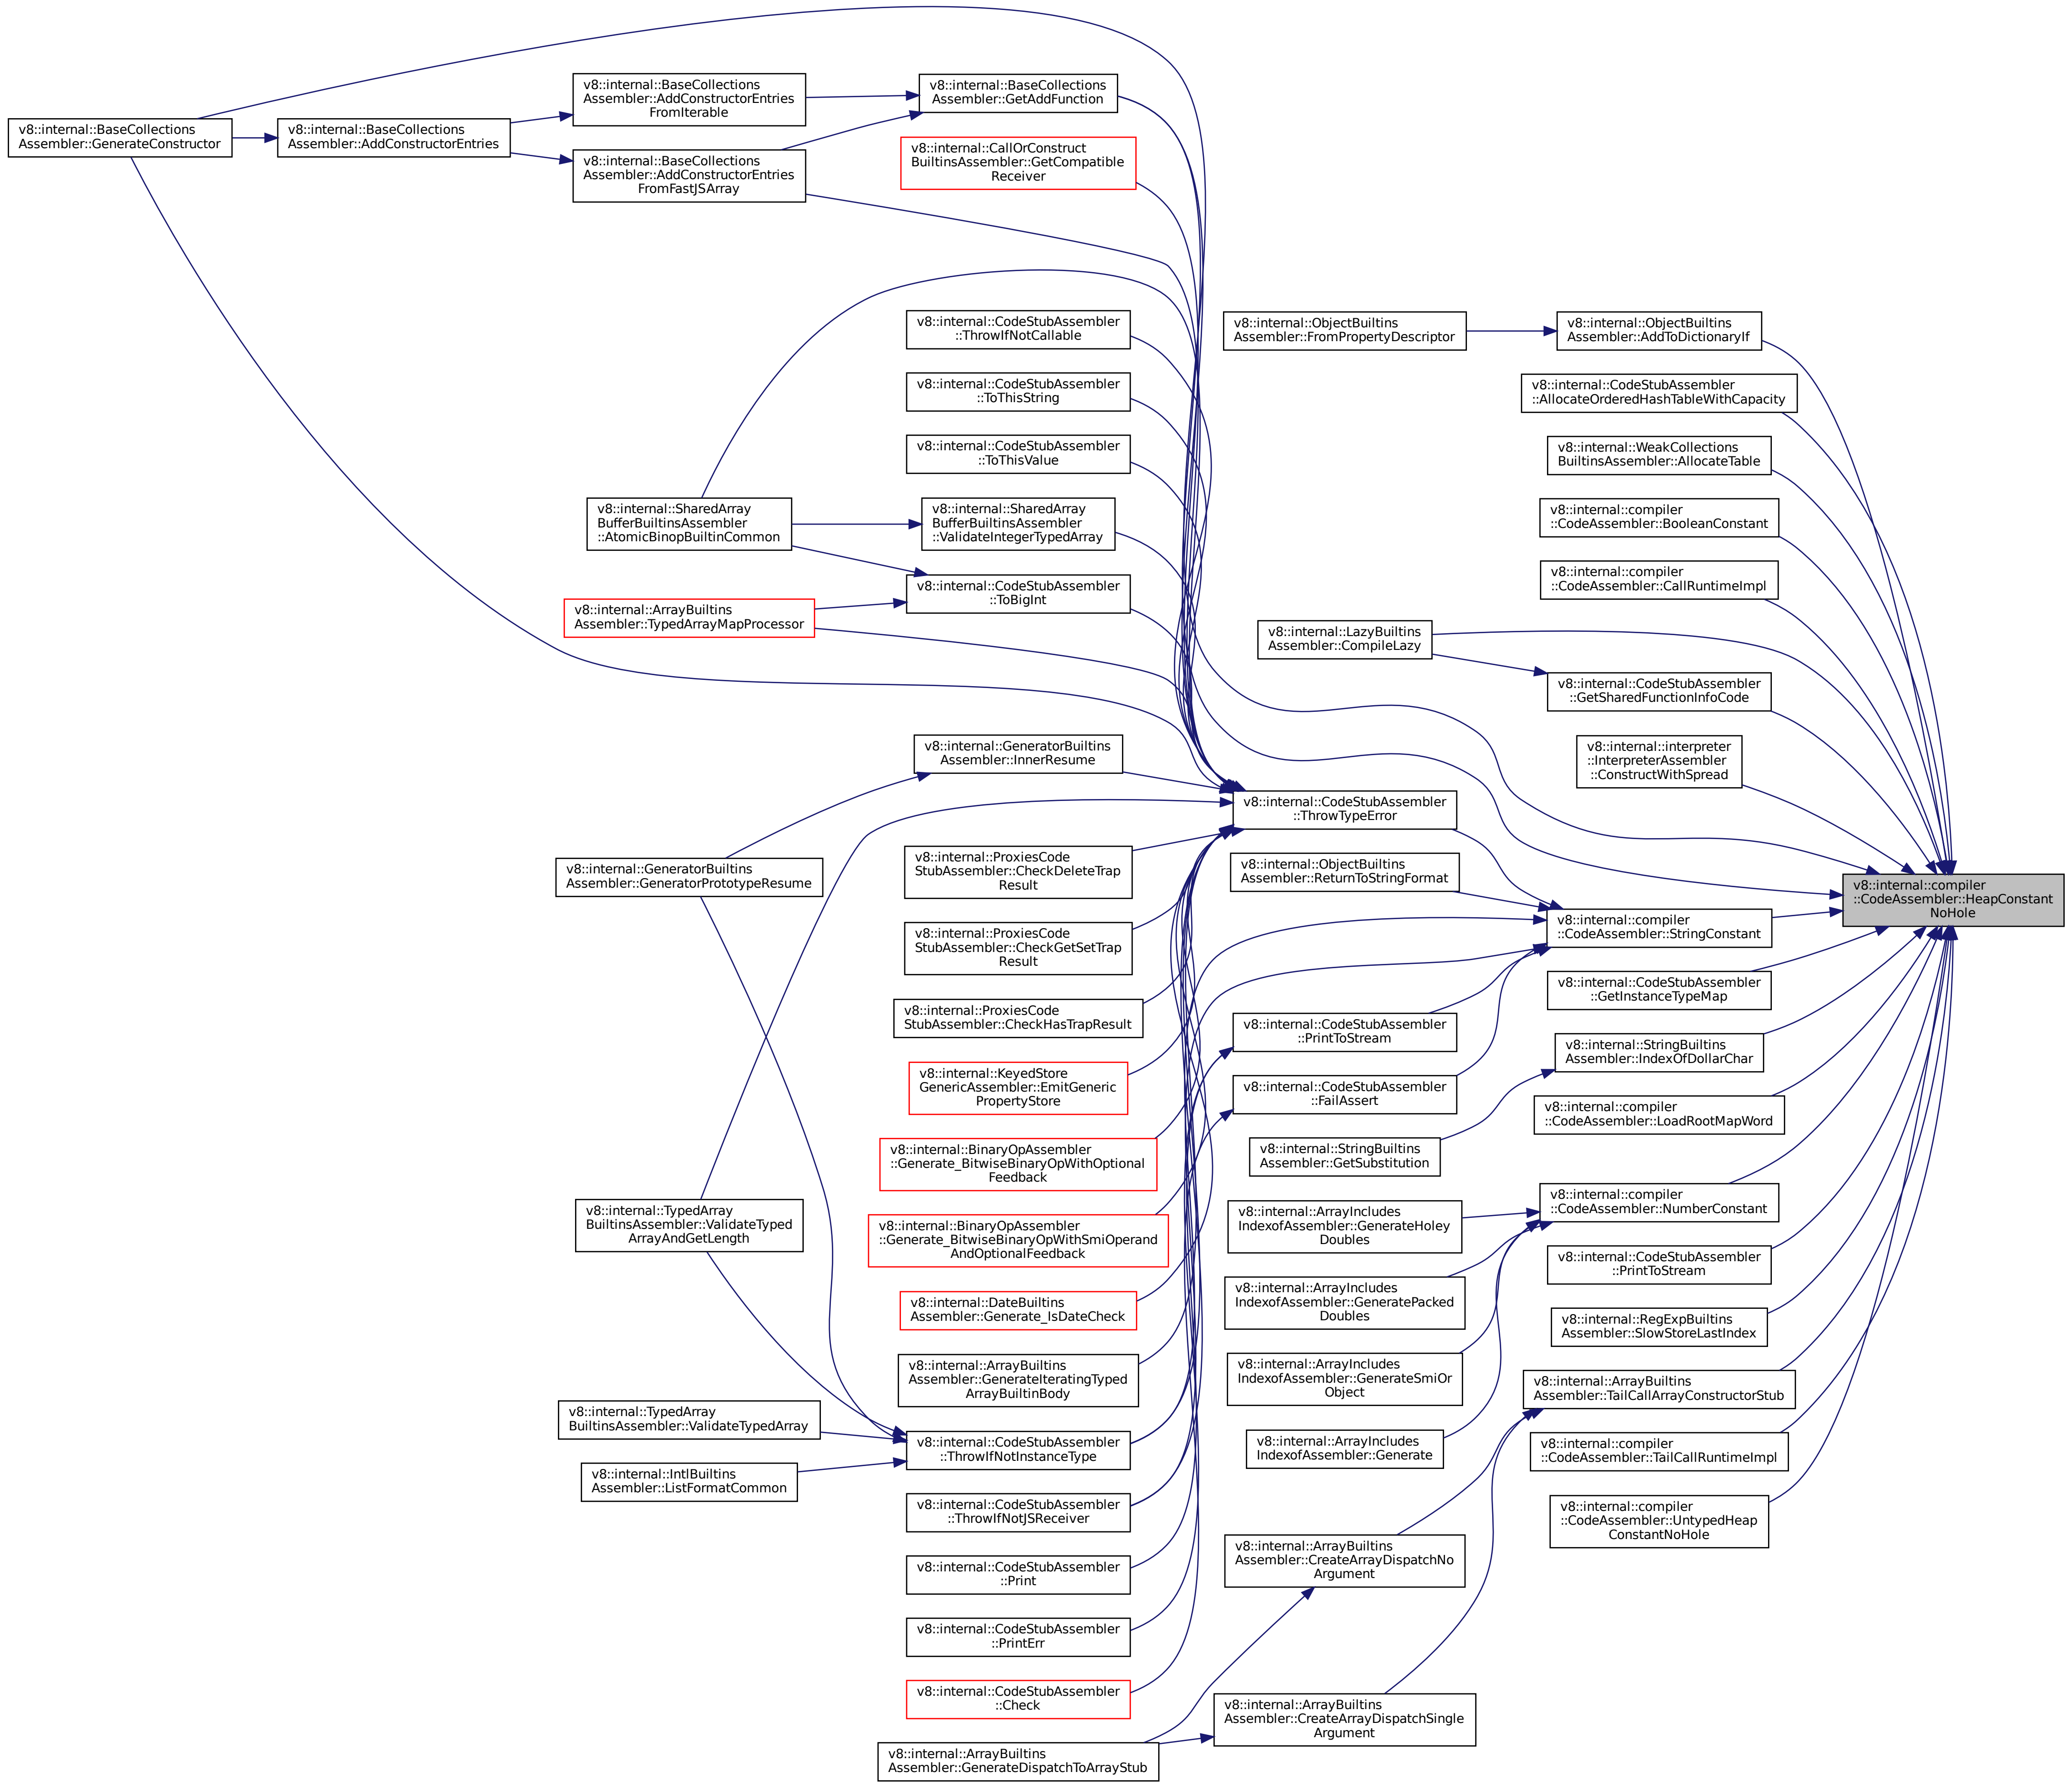 v8::internal::BaseCollections
Assembler::GenerateConstructor
v8::internal::BaseCollections
Assembler::AddConstructorEntries
v8::internal::BaseCollections
Assembler::AddConstructorEntries
FromIterable
v8::internal::BaseCollections
Assembler::AddConstructorEntries
FromFastJSArray
v8::internal::BaseCollections
Assembler::GetAddFunction
v8::internal::CallOrConstruct
BuiltinsAssembler::GetCompatible
Receiver
v8::internal::CodeStubAssembler
::ThrowIfNotCallable
v8::internal::CodeStubAssembler
::ToThisString
v8::internal::CodeStubAssembler
::ToThisValue
v8::internal::SharedArray
BufferBuiltinsAssembler
::AtomicBinopBuiltinCommon
v8::internal::SharedArray
BufferBuiltinsAssembler
::ValidateIntegerTypedArray
v8::internal::CodeStubAssembler
::ToBigInt
v8::internal::ArrayBuiltins
Assembler::TypedArrayMapProcessor
v8::internal::GeneratorBuiltins
Assembler::InnerResume
v8::internal::GeneratorBuiltins
Assembler::GeneratorPrototypeResume
v8::internal::ProxiesCode
StubAssembler::CheckDeleteTrap
Result
v8::internal::ProxiesCode
StubAssembler::CheckGetSetTrap
Result
v8::internal::ProxiesCode
StubAssembler::CheckHasTrapResult
v8::internal::KeyedStore
GenericAssembler::EmitGeneric
PropertyStore
v8::internal::BinaryOpAssembler
::Generate_BitwiseBinaryOpWithOptional
Feedback
v8::internal::BinaryOpAssembler
::Generate_BitwiseBinaryOpWithSmiOperand
AndOptionalFeedback
v8::internal::TypedArray
BuiltinsAssembler::ValidateTyped
ArrayAndGetLength
v8::internal::DateBuiltins
Assembler::Generate_IsDateCheck
v8::internal::ArrayBuiltins
Assembler::GenerateIteratingTyped
ArrayBuiltinBody
v8::internal::TypedArray
BuiltinsAssembler::ValidateTypedArray
v8::internal::IntlBuiltins
Assembler::ListFormatCommon
v8::internal::CodeStubAssembler
::ThrowIfNotInstanceType
v8::internal::CodeStubAssembler
::ThrowIfNotJSReceiver
v8::internal::CodeStubAssembler
::Print
v8::internal::CodeStubAssembler
::PrintErr
v8::internal::CodeStubAssembler
::Check
v8::internal::ArrayBuiltins
Assembler::GenerateDispatchToArrayStub
v8::internal::ObjectBuiltins
Assembler::FromPropertyDescriptor
v8::internal::LazyBuiltins
Assembler::CompileLazy
v8::internal::CodeStubAssembler
::ThrowTypeError
v8::internal::ObjectBuiltins
Assembler::ReturnToStringFormat
v8::internal::CodeStubAssembler
::PrintToStream
v8::internal::CodeStubAssembler
::FailAssert
v8::internal::StringBuiltins
Assembler::GetSubstitution
v8::internal::ArrayIncludes
IndexofAssembler::GenerateHoley
Doubles
v8::internal::ArrayIncludes
IndexofAssembler::GeneratePacked
Doubles
v8::internal::ArrayIncludes
IndexofAssembler::GenerateSmiOr
Object
v8::internal::ArrayIncludes
IndexofAssembler::Generate
v8::internal::ArrayBuiltins
Assembler::CreateArrayDispatchNo
Argument
v8::internal::ArrayBuiltins
Assembler::CreateArrayDispatchSingle
Argument
v8::internal::ObjectBuiltins
Assembler::AddToDictionaryIf
v8::internal::CodeStubAssembler
::AllocateOrderedHashTableWithCapacity
v8::internal::WeakCollections
BuiltinsAssembler::AllocateTable
v8::internal::compiler
::CodeAssembler::BooleanConstant
v8::internal::compiler
::CodeAssembler::CallRuntimeImpl
v8::internal::CodeStubAssembler
::GetSharedFunctionInfoCode
v8::internal::interpreter
::InterpreterAssembler
::ConstructWithSpread
v8::internal::compiler
::CodeAssembler::StringConstant
v8::internal::CodeStubAssembler
::GetInstanceTypeMap
v8::internal::StringBuiltins
Assembler::IndexOfDollarChar
v8::internal::compiler
::CodeAssembler::LoadRootMapWord
v8::internal::compiler
::CodeAssembler::NumberConstant
v8::internal::CodeStubAssembler
::PrintToStream
v8::internal::RegExpBuiltins
Assembler::SlowStoreLastIndex
v8::internal::ArrayBuiltins
Assembler::TailCallArrayConstructorStub
v8::internal::compiler
::CodeAssembler::TailCallRuntimeImpl
v8::internal::compiler
::CodeAssembler::UntypedHeap
ConstantNoHole
v8::internal::compiler
::CodeAssembler::HeapConstant
NoHole